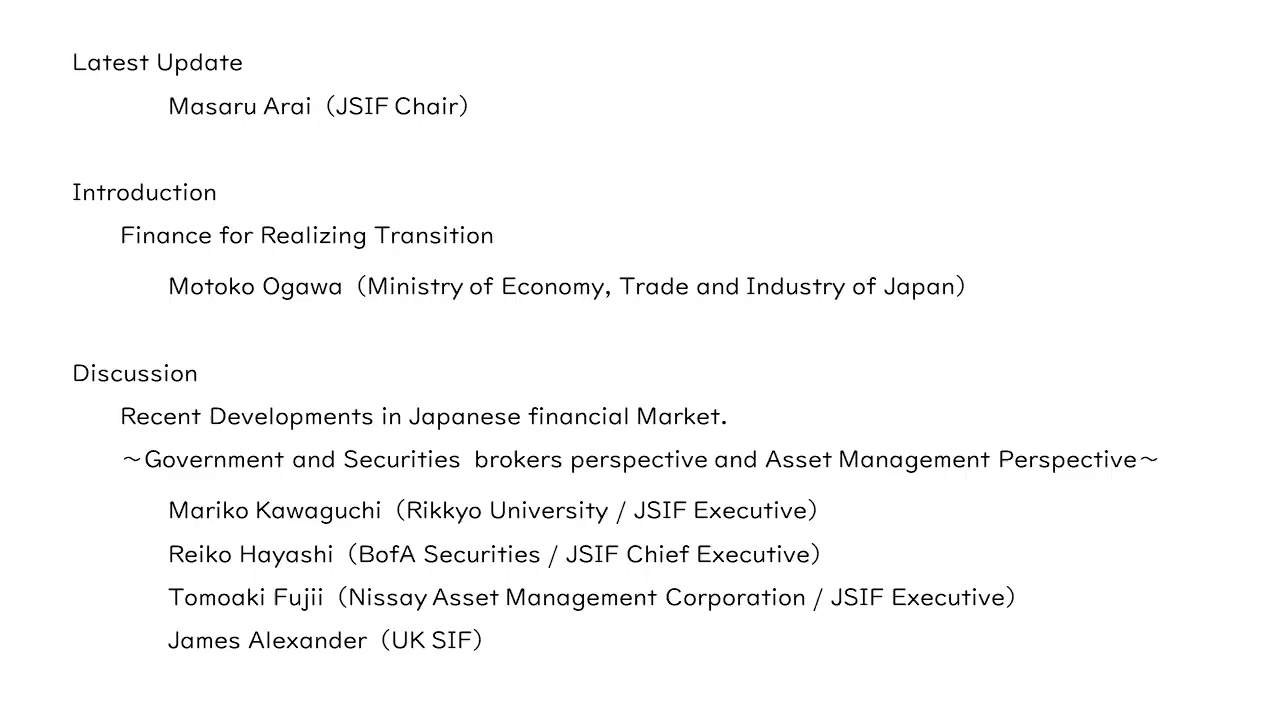 Latest Update
Masaru Arai（JSIF Chair）
Introduction
Finance for Realizing Transition
Motoko Ogawa（Ministry of Economy, Trade and Industry of Japan）
Discussion
Recent Developments in Japanese financial Market.
～Government and Securities brokers perspective and Asset Management Perspective～
Mariko Kawaguchi（Rikkyo University / JSIF Executive）
Reiko Hayashi（BofA Securities / JSIF Chief Executive）
Tomoaki Fujii（Nissay Asset Management Corporation / JSIF Executive）
James Alexander（UK SIF）